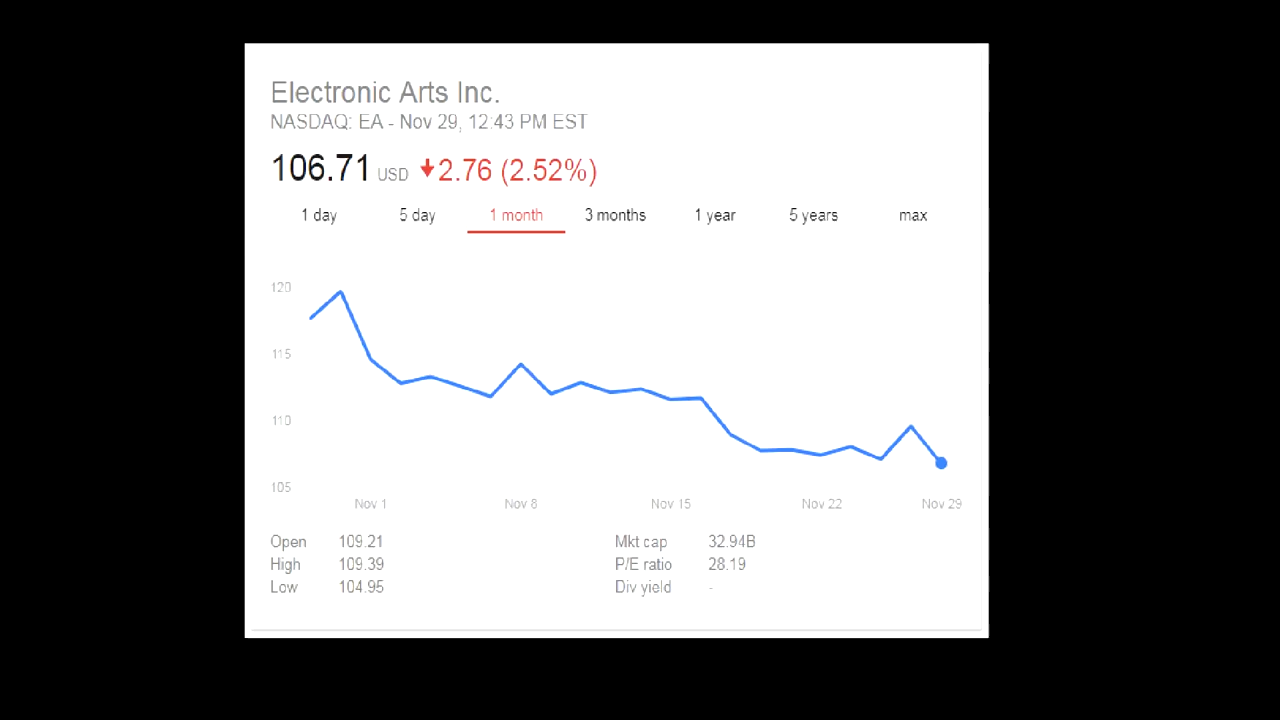 Electronic Arts Inc.
NASDAQ: EA - Nov 29, 12:43 PM EST
106.71 USD 2.76 (2.52%)
1 day 5 day 1 month 3 months 1 year 5 years max
120
115
110
105
Nov 1 Nov 8 Nov 15 Nov 22 Nov 29
Open 109.21 Mkt cap 32.94B
High 109.39 P/E ratio 28.19
Low 104.95 Div yield -